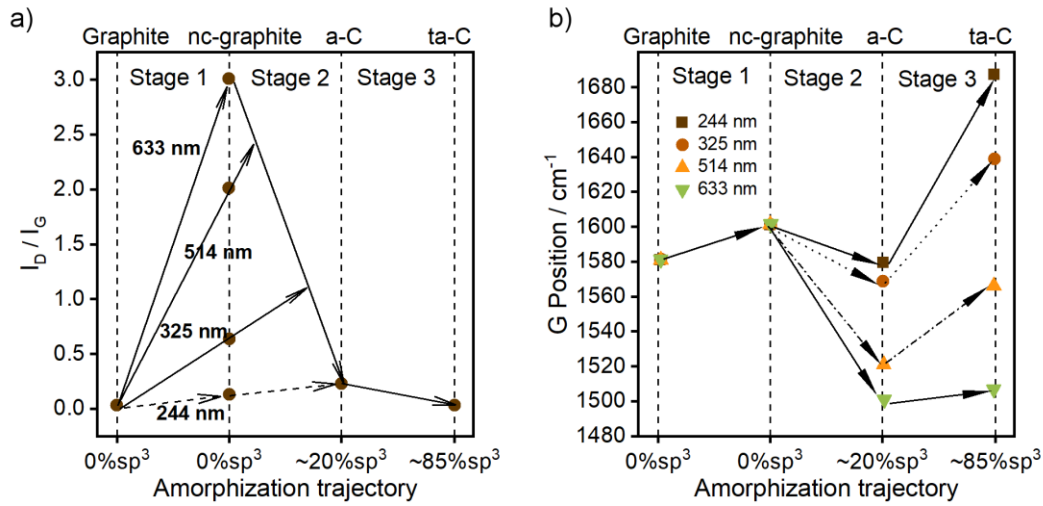 a)
Graphite nc-graphite a-C ta-C
Stage 1 Stage 2 Stage 3
3.0
2.5
2.0
1.5
1.0
0.5
0.0
I_D / I_G
633 nm
514 nm
325 nm
244 nm
0%sp³ 0%sp³ ~20%sp³ ~85%sp³
Amorphization trajectory
b)
Graphite nc-graphite a-C ta-C
Stage 1 Stage 2 Stage 3
1680
1660
1640
1620
1600
1580
1560
1540
1520
1500
1480
G Position / cm⁻¹
244 nm
325 nm
514 nm
633 nm
0%sp³ 0%sp³ ~20%sp³ ~85%sp³
Amorphization trajectory